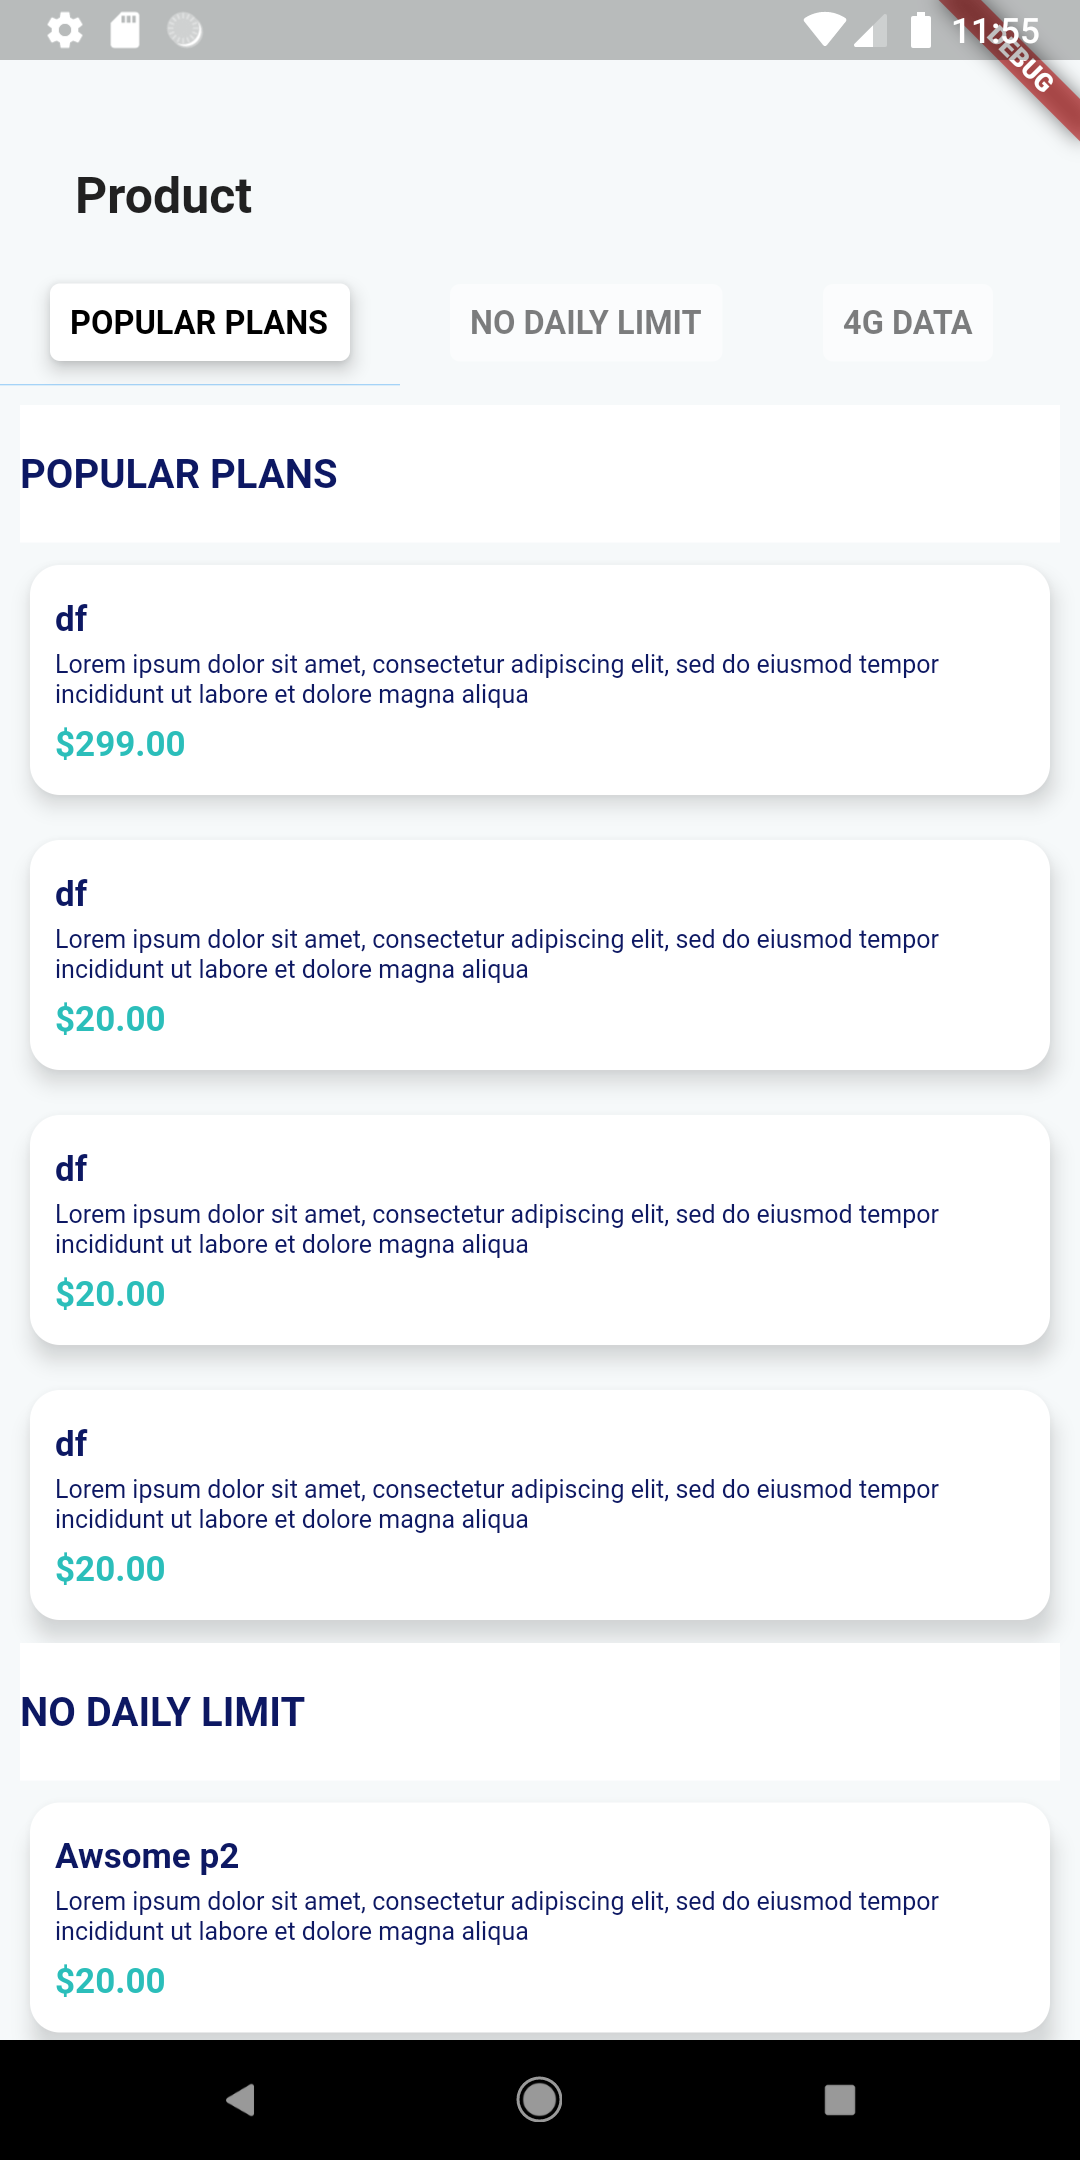 11:55
DEBUG
Product
POPULAR PLANS
NO DAILY LIMIT
4G DATA
POPULAR PLANS
df
Lorem ipsum dolor sit amet, consectetur adipiscing elit, sed do eiusmod tempor
incididunt ut labore et dolore magna aliqua
$299.00
df
Lorem ipsum dolor sit amet, consectetur adipiscing elit, sed do eiusmod tempor
incididunt ut labore et dolore magna aliqua
$20.00
df
Lorem ipsum dolor sit amet, consectetur adipiscing elit, sed do eiusmod tempor
incididunt ut labore et dolore magna aliqua
$20.00
df
Lorem ipsum dolor sit amet, consectetur adipiscing elit, sed do eiusmod tempor
incididunt ut labore et dolore magna aliqua
$20.00
NO DAILY LIMIT
Awsome p2
Lorem ipsum dolor sit amet, consectetur adipiscing elit, sed do eiusmod tempor
incididunt ut labore et dolore magna aliqua
$20.00